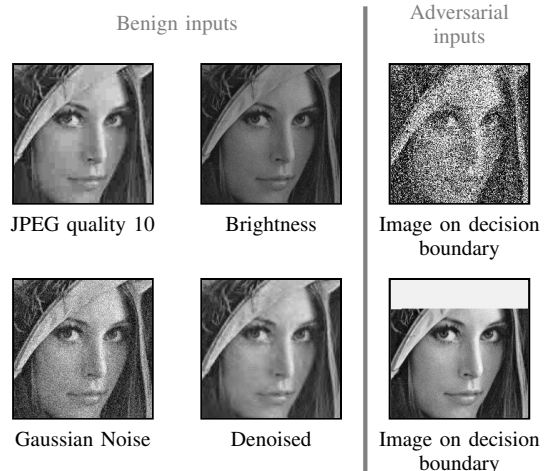 Benign inputs
Adversarial
inputs
JPEG quality 10
Brightness
Image on decision
boundary
Gaussian Noise
Denoised
Image on decision
boundary